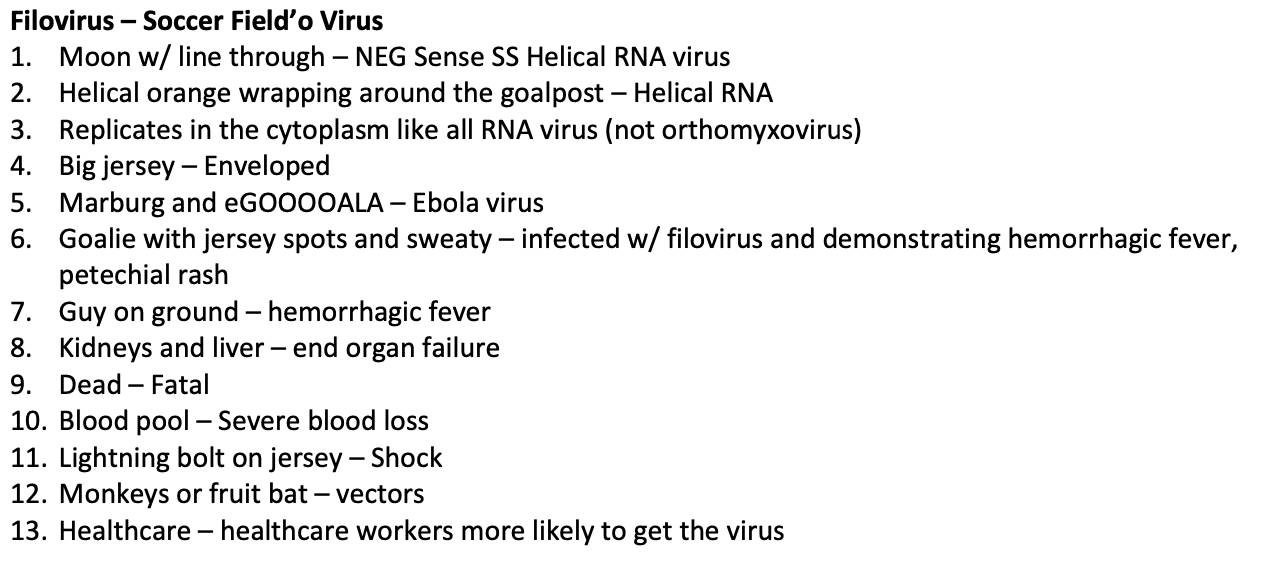 Filovirus – Soccer Field’o Virus
1. Moon w/ line through – NEG Sense SS Helical RNA virus
2. Helical orange wrapping around the goalpost – Helical RNA
3. Replicates in the cytoplasm like all RNA virus (not orthomyxovirus)
4. Big jersey – Enveloped
5. Marburg and eGOOOOALA – Ebola virus
6. Goalie with jersey spots and sweaty – infected w/ filovirus and demonstrating hemorrhagic fever,
petechial rash
7. Guy on ground – hemorrhagic fever
8. Kidneys and liver – end organ failure
9. Dead – Fatal
10. Blood pool – Severe blood loss
11. Lightning bolt on jersey – Shock
12. Monkeys or fruit bat – vectors
13. Healthcare – healthcare workers more likely to get the virus